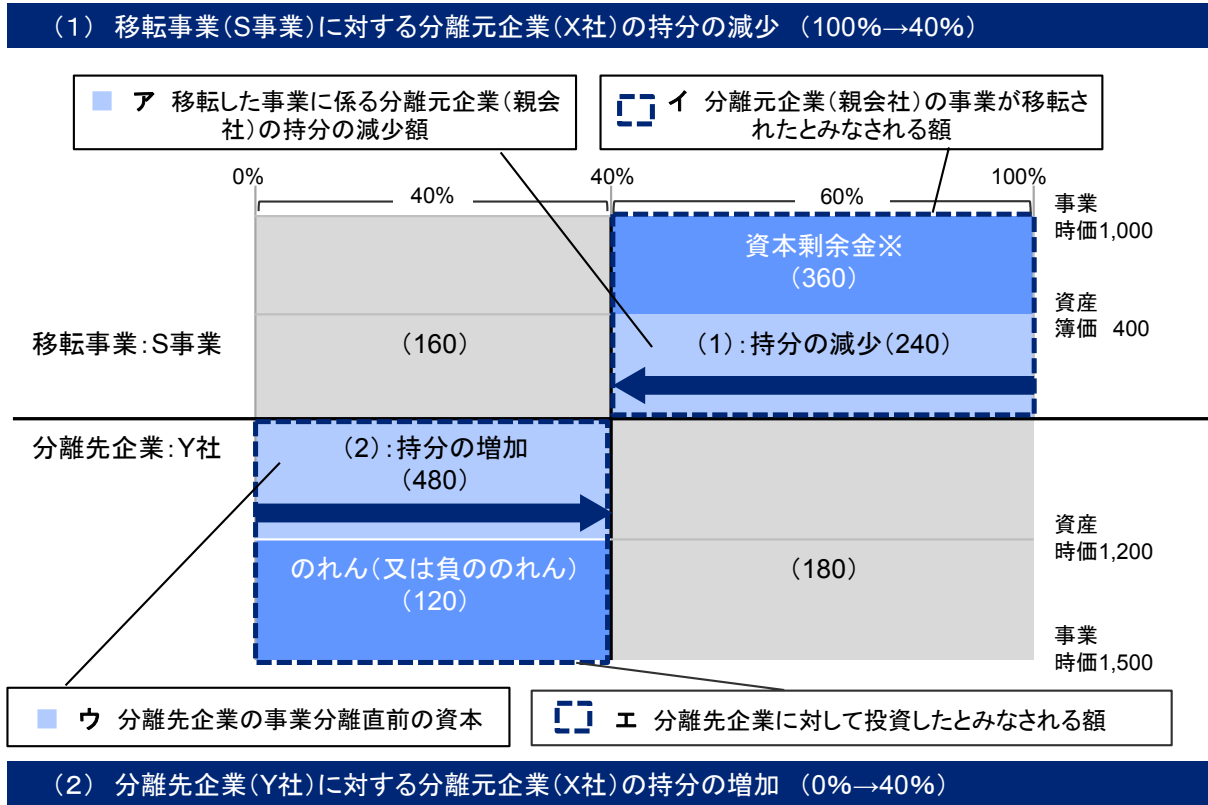 （１） 移転事業（Ｓ事業）に対する分離元企業（Ｘ社）の持分の減少 （100％→40％）
ア 移転した事業に係る分離元企業（親会
社）の持分の減少額
イ 分離元企業（親会社）の事業が移転さ
れたとみなされる額
0%
40%
100%
40%
60%
事業
時価1,000
資本剰余金※
（360）
資産
簿価 400
移転事業：Ｓ事業
（160）
（１）：持分の減少（240）
分離先企業：Ｙ社
（２）：持分の増加
（480）
資産
時価1,200
のれん（又は負ののれん）
（120）
（180）
事業
時価1,500
ウ 分離先企業の事業分離直前の資本
エ 分離先企業に対して投資したとみなされる額
（２） 分離先企業（Ｙ社）に対する分離元企業（Ｘ社）の持分の増加 （0％→40％）